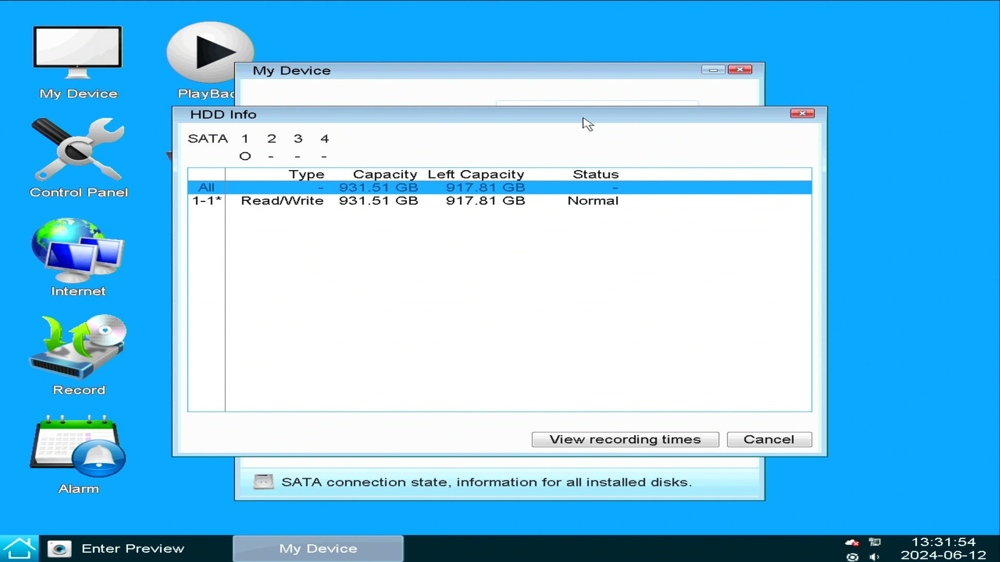 My Device
PlayBac
My Device
HDD Info
SATA 1 2 3 4
O - - -
Type Capacity Left Capacity Status
All - 931.51 GB 917.81 GB -
1-1* Read/Write 931.51 GB 917.81 GB Normal
Control Panel
Internet
Record
Alarm
View recording times Cancel
SATA connection state, information for all installed disks.
Enter Preview My Device
13:31:54
2024-06-12